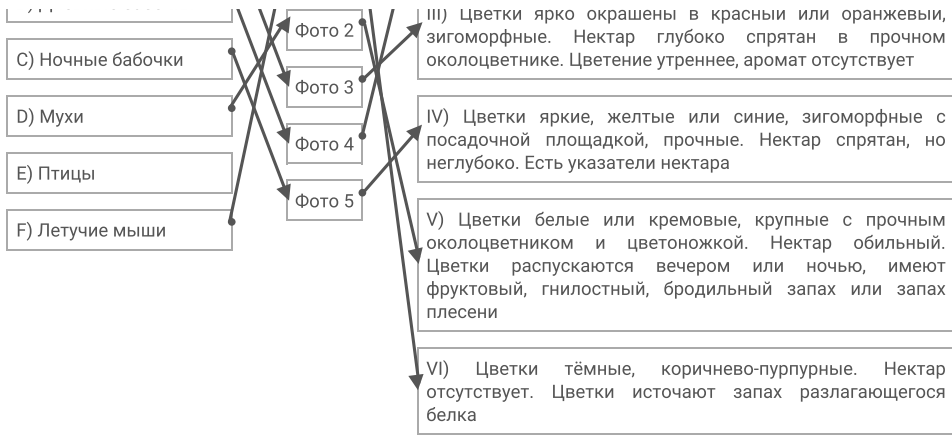 C) Ночные бабочки
D) Мухи
E) Птицы
F) Летучие мыши
Фото 2
Фото 3
Фото 4
Фото 5
III) Цветки ярко окрашены в красный или оранжевый,
зигоморфные. Нектар глубоко спрятан в прочном
околоцветнике. Цветение утреннее, аромат отсутствует
IV) Цветки яркие, желтые или синие, зигоморфные с
посадочной площадкой, прочные. Нектар спрятан, но
неглубоко. Есть указатели нектара
V) Цветки белые или кремовые, крупные с прочным
околоцветником и цветоножкой. Нектар обильный.
Цветки распускаются вечером или ночью, имеют
фруктовый, гнилостный, бродильный запах или запах
плесени
VI) Цветки тёмные, коричнево-пурпурные. Нектар
отсутствует. Цветки источают запах разлагающегося
белка